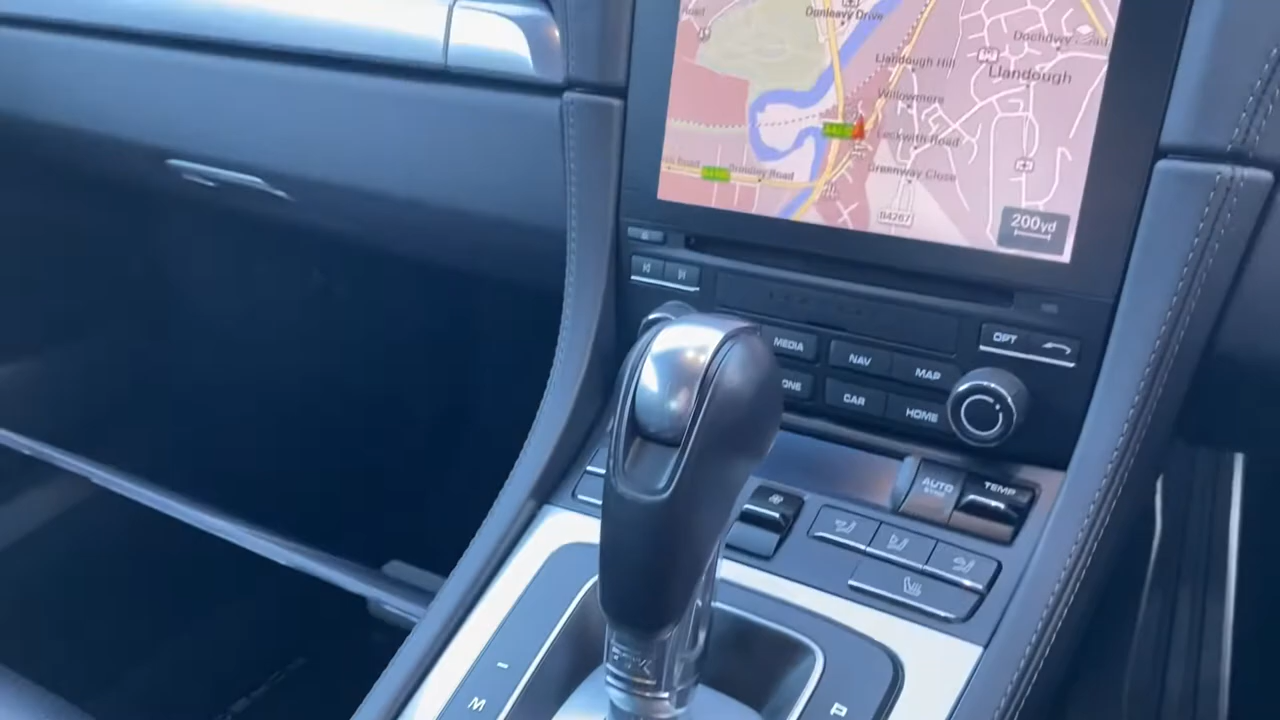 Road
Dunleavy Drive
Llandough Hill
Llandough
Willowmere
Leckwith Road
Road
Greenway Close
B4267
200yd
OPT
MEDIA
NAV
MAP
CAR
HOME
AUTO
TEMP
M
P